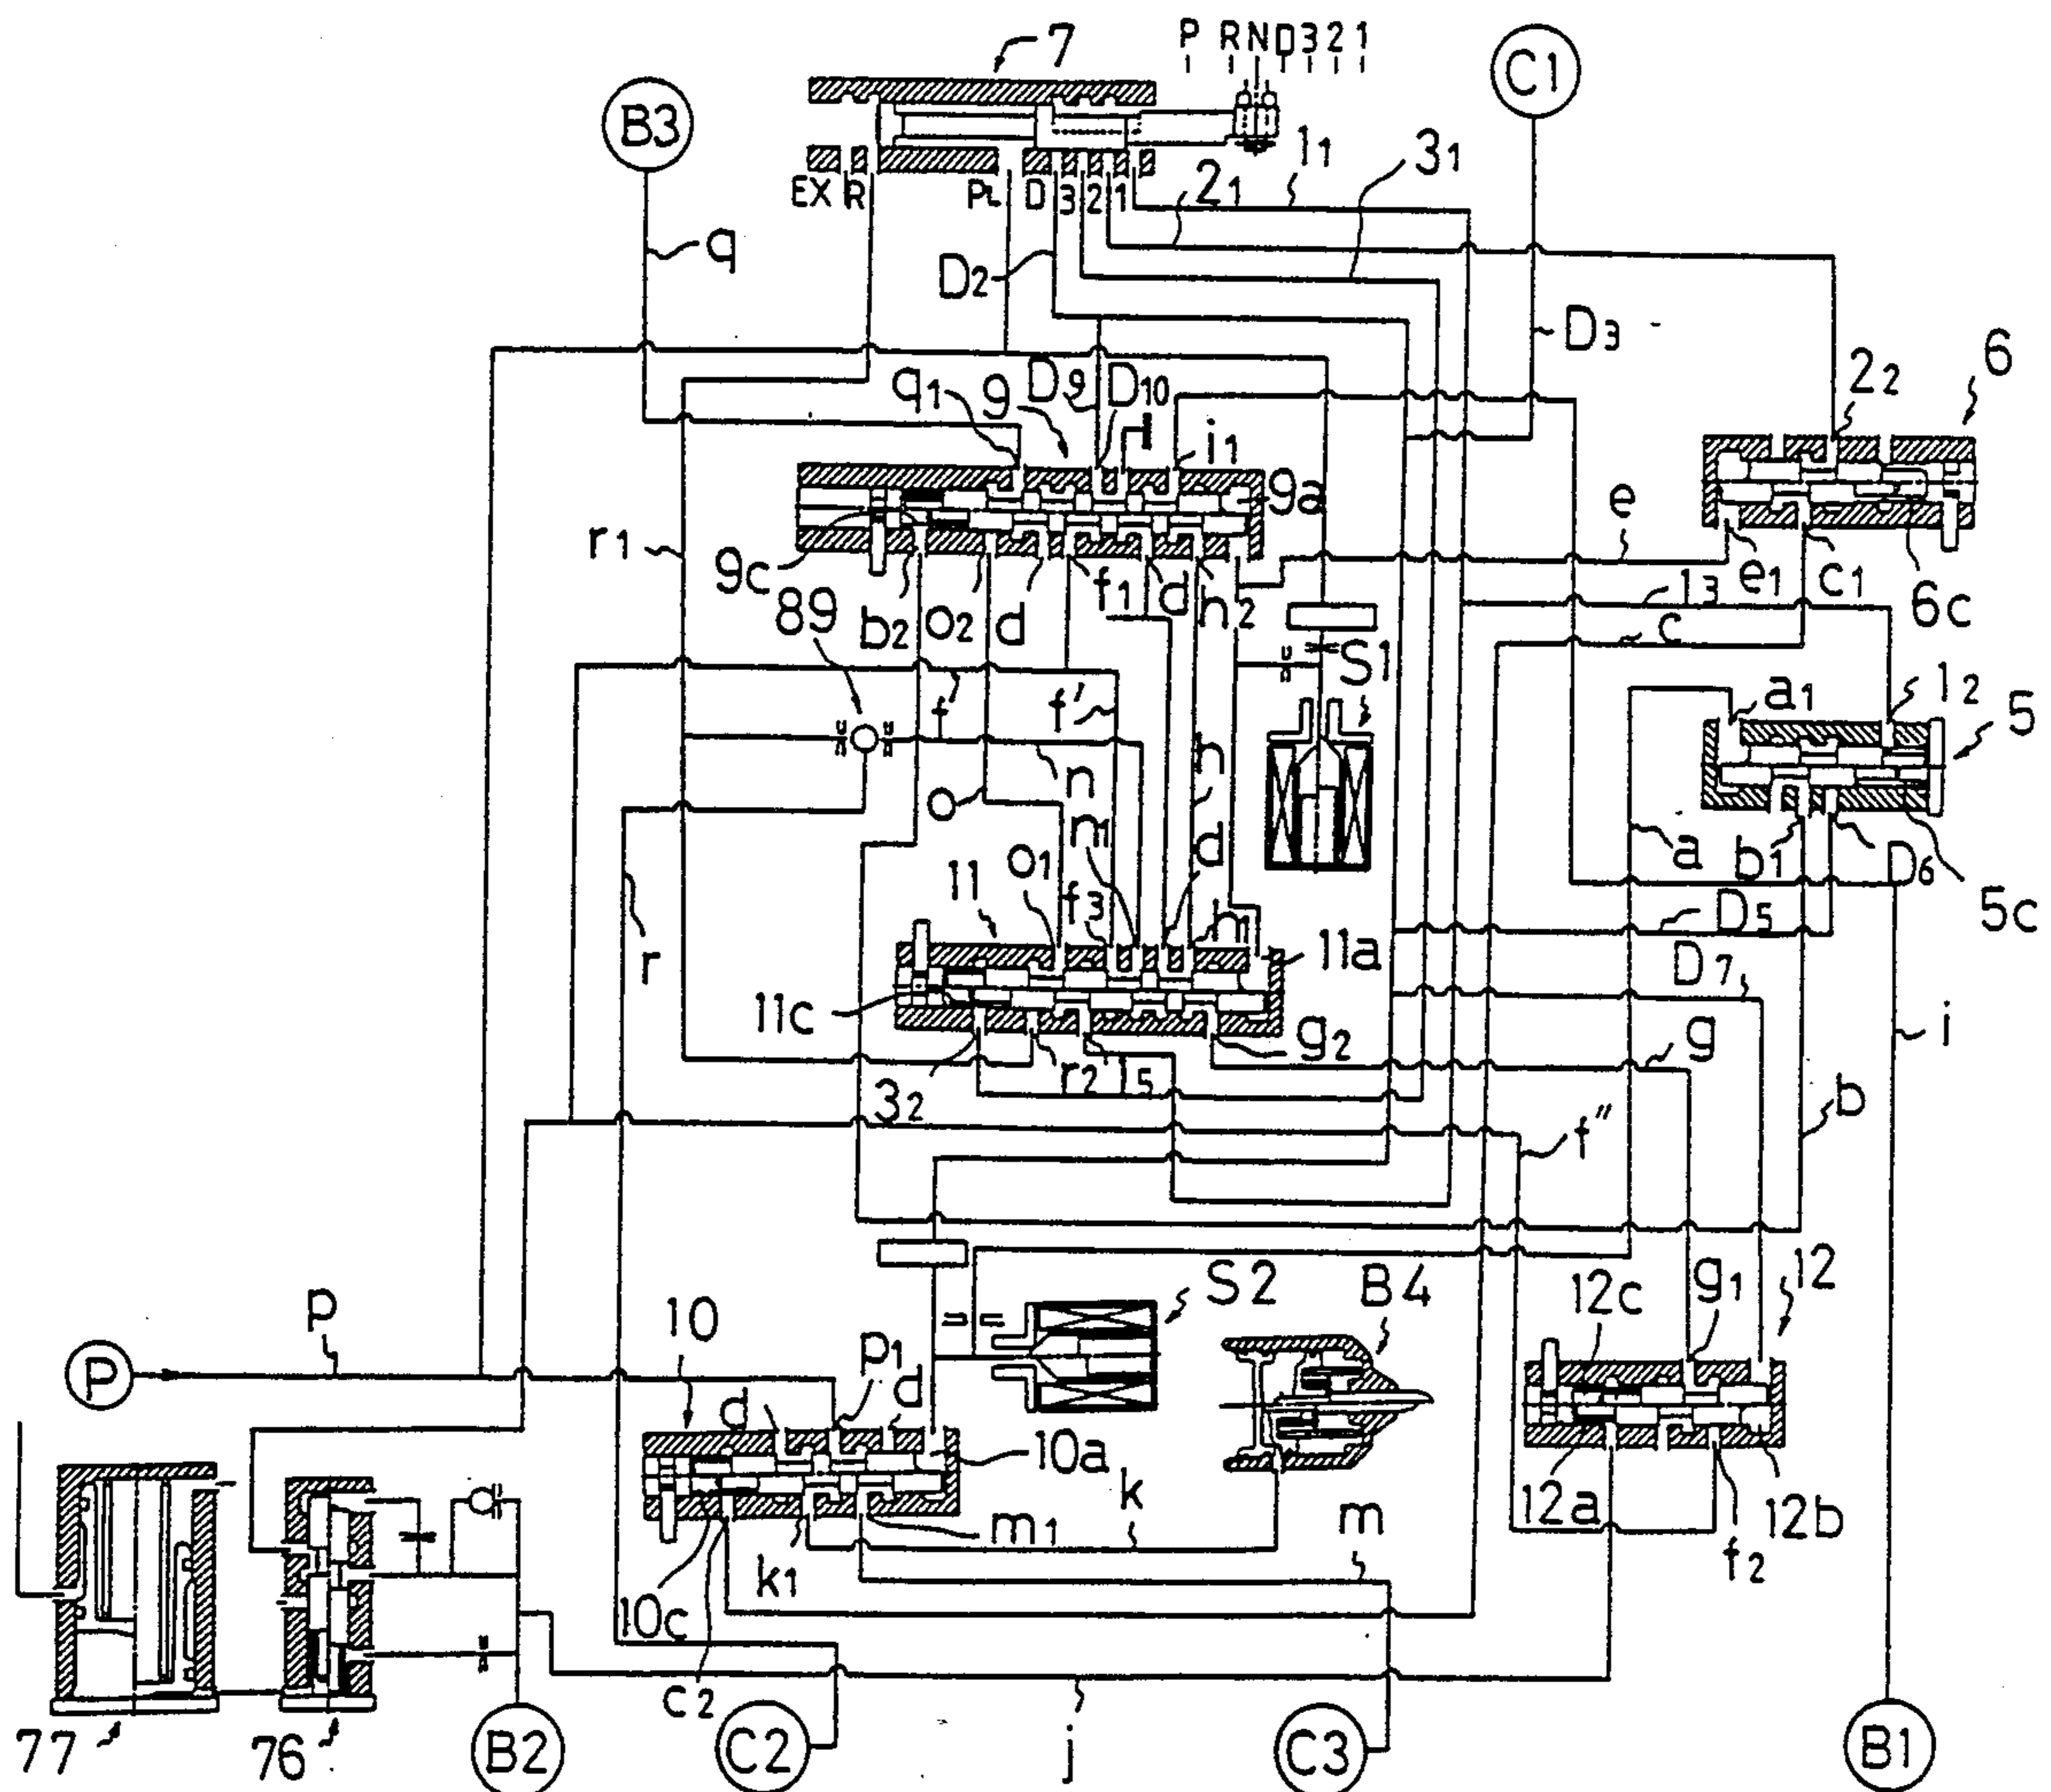 7
P R N D 3 2 1
C1
B3
EX R PL D 3 2 1
1₁
2₁
3₁
q
D2
D3
6
2₂
q₁
9
D9
D10
i₁
9a
e
r₁
9c
b₂
o₂
d
f₁
d
h₂
e₁
c₁
6c
1₃
c
89
S1
a₁
1₂
5
f
f'
n
h
o
n₁
d
a
b₁
D6
5c
11
o₁
f₃
h₁
11a
D5
D7
r
11c
g₂
g
i
3₂
r₂
1₅
b
f"
P
p
10
p₁
d
d
S2
B4
12c
g₁
12
10a
k
m₁
m
12a
12b
f₂
k₁
10c
c₂
j
77
76
B2
C2
C3
B1